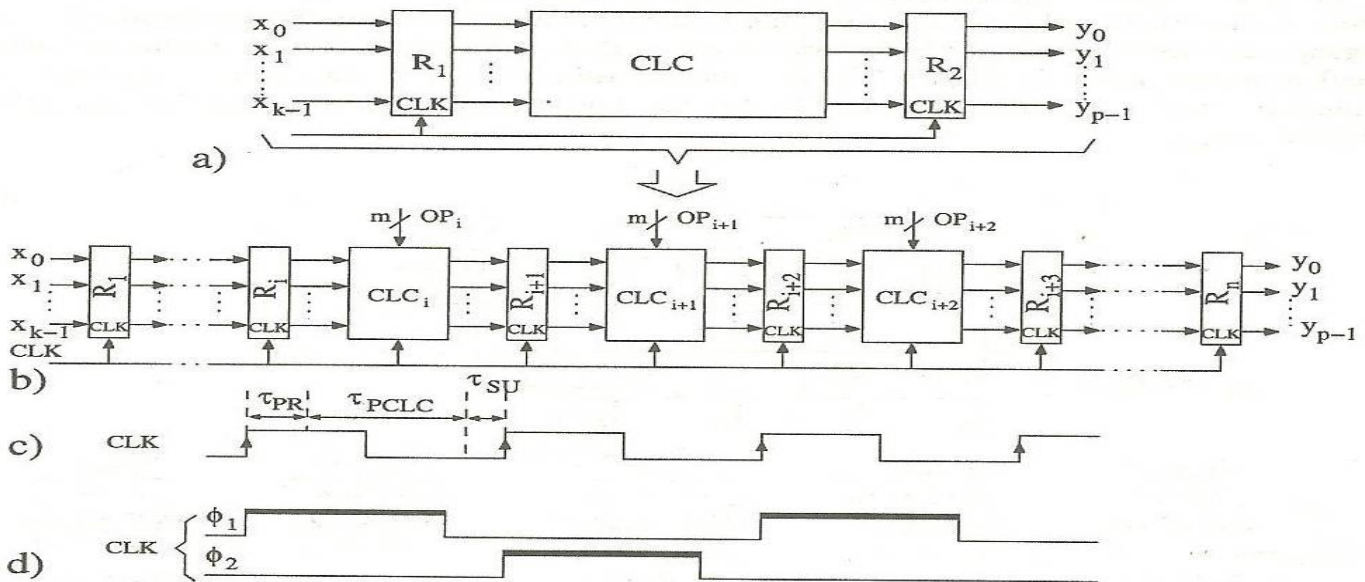 x0 y0
x1 R1 CLC R2 y1
xk−1 CLK CLK yp−1
a)
m OPi m OPi+1 m OPi+2
x0 y0
x1 R1 Ri CLCi Ri+1 CLCi+1 Ri+2 CLCi+2 Ri+3 Rn y1
xk−1 CLK CLK CLK CLK CLK CLK yp−1
CLK
b)
τPR τPCLC τSU
c) CLK
ϕ1
CLK
d) ϕ2